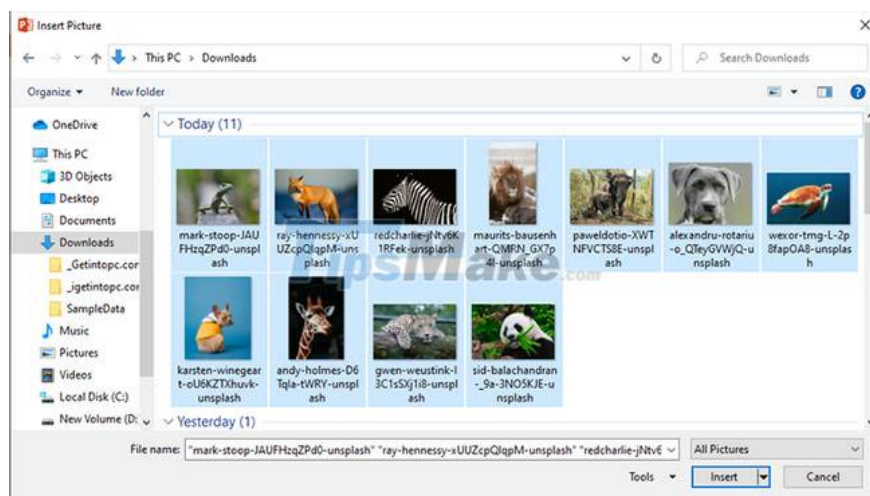 Insert Picture
This PC > Downloads
Search Downloads
Organize
New folder
OneDrive
This PC
3D Objects
Desktop
Documents
Downloads
_Getintopc.cor
_igetintopc.cor
SampleData
Music
Pictures
Videos
Local Disk (C:)
New Volume (D:
Today (11)
mark-stoop-JAU
FHzqZPd0-unspl
ash
ray-hennessy-xU
UZcpQlqpM-uns
plash
redcharlie-jNtv6K
1RFek-unsplash
maurits-bausenh
art-QMRN_GX7p
4I-unsplash
paweldotio-XWT
NFVCTS8E-unspl
ash
alexandru-rotariu
-o_QTeyGVWjQ-u
nsplash
wexor-tmg-L-2p
8fapOA8-unsplas
h
TipsMake.com
karsten-winegear
t-oU6KZTXhuvk-
unsplash
andy-holmes-D6
Tqla-tWRY-unspl
ash
gwen-weustink-I
3C1sSXj1i8-unspl
ash
sid-balachandran
-_9a-3NO5KJE-u
nsplash
Yesterday (1)
File name: "mark-stoop-JAUFHzqZPd0-unsplash" "ray-hennessy-xUUZcpQlqpM-unsplash" "redcharlie-jNtv6
All Pictures
Tools
Insert
Cancel